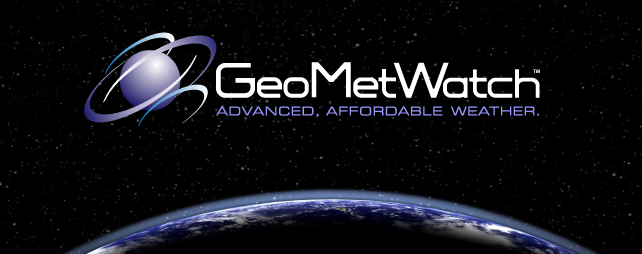 GeoMetWatch™
ADVANCED, AFFORDABLE WEATHER.